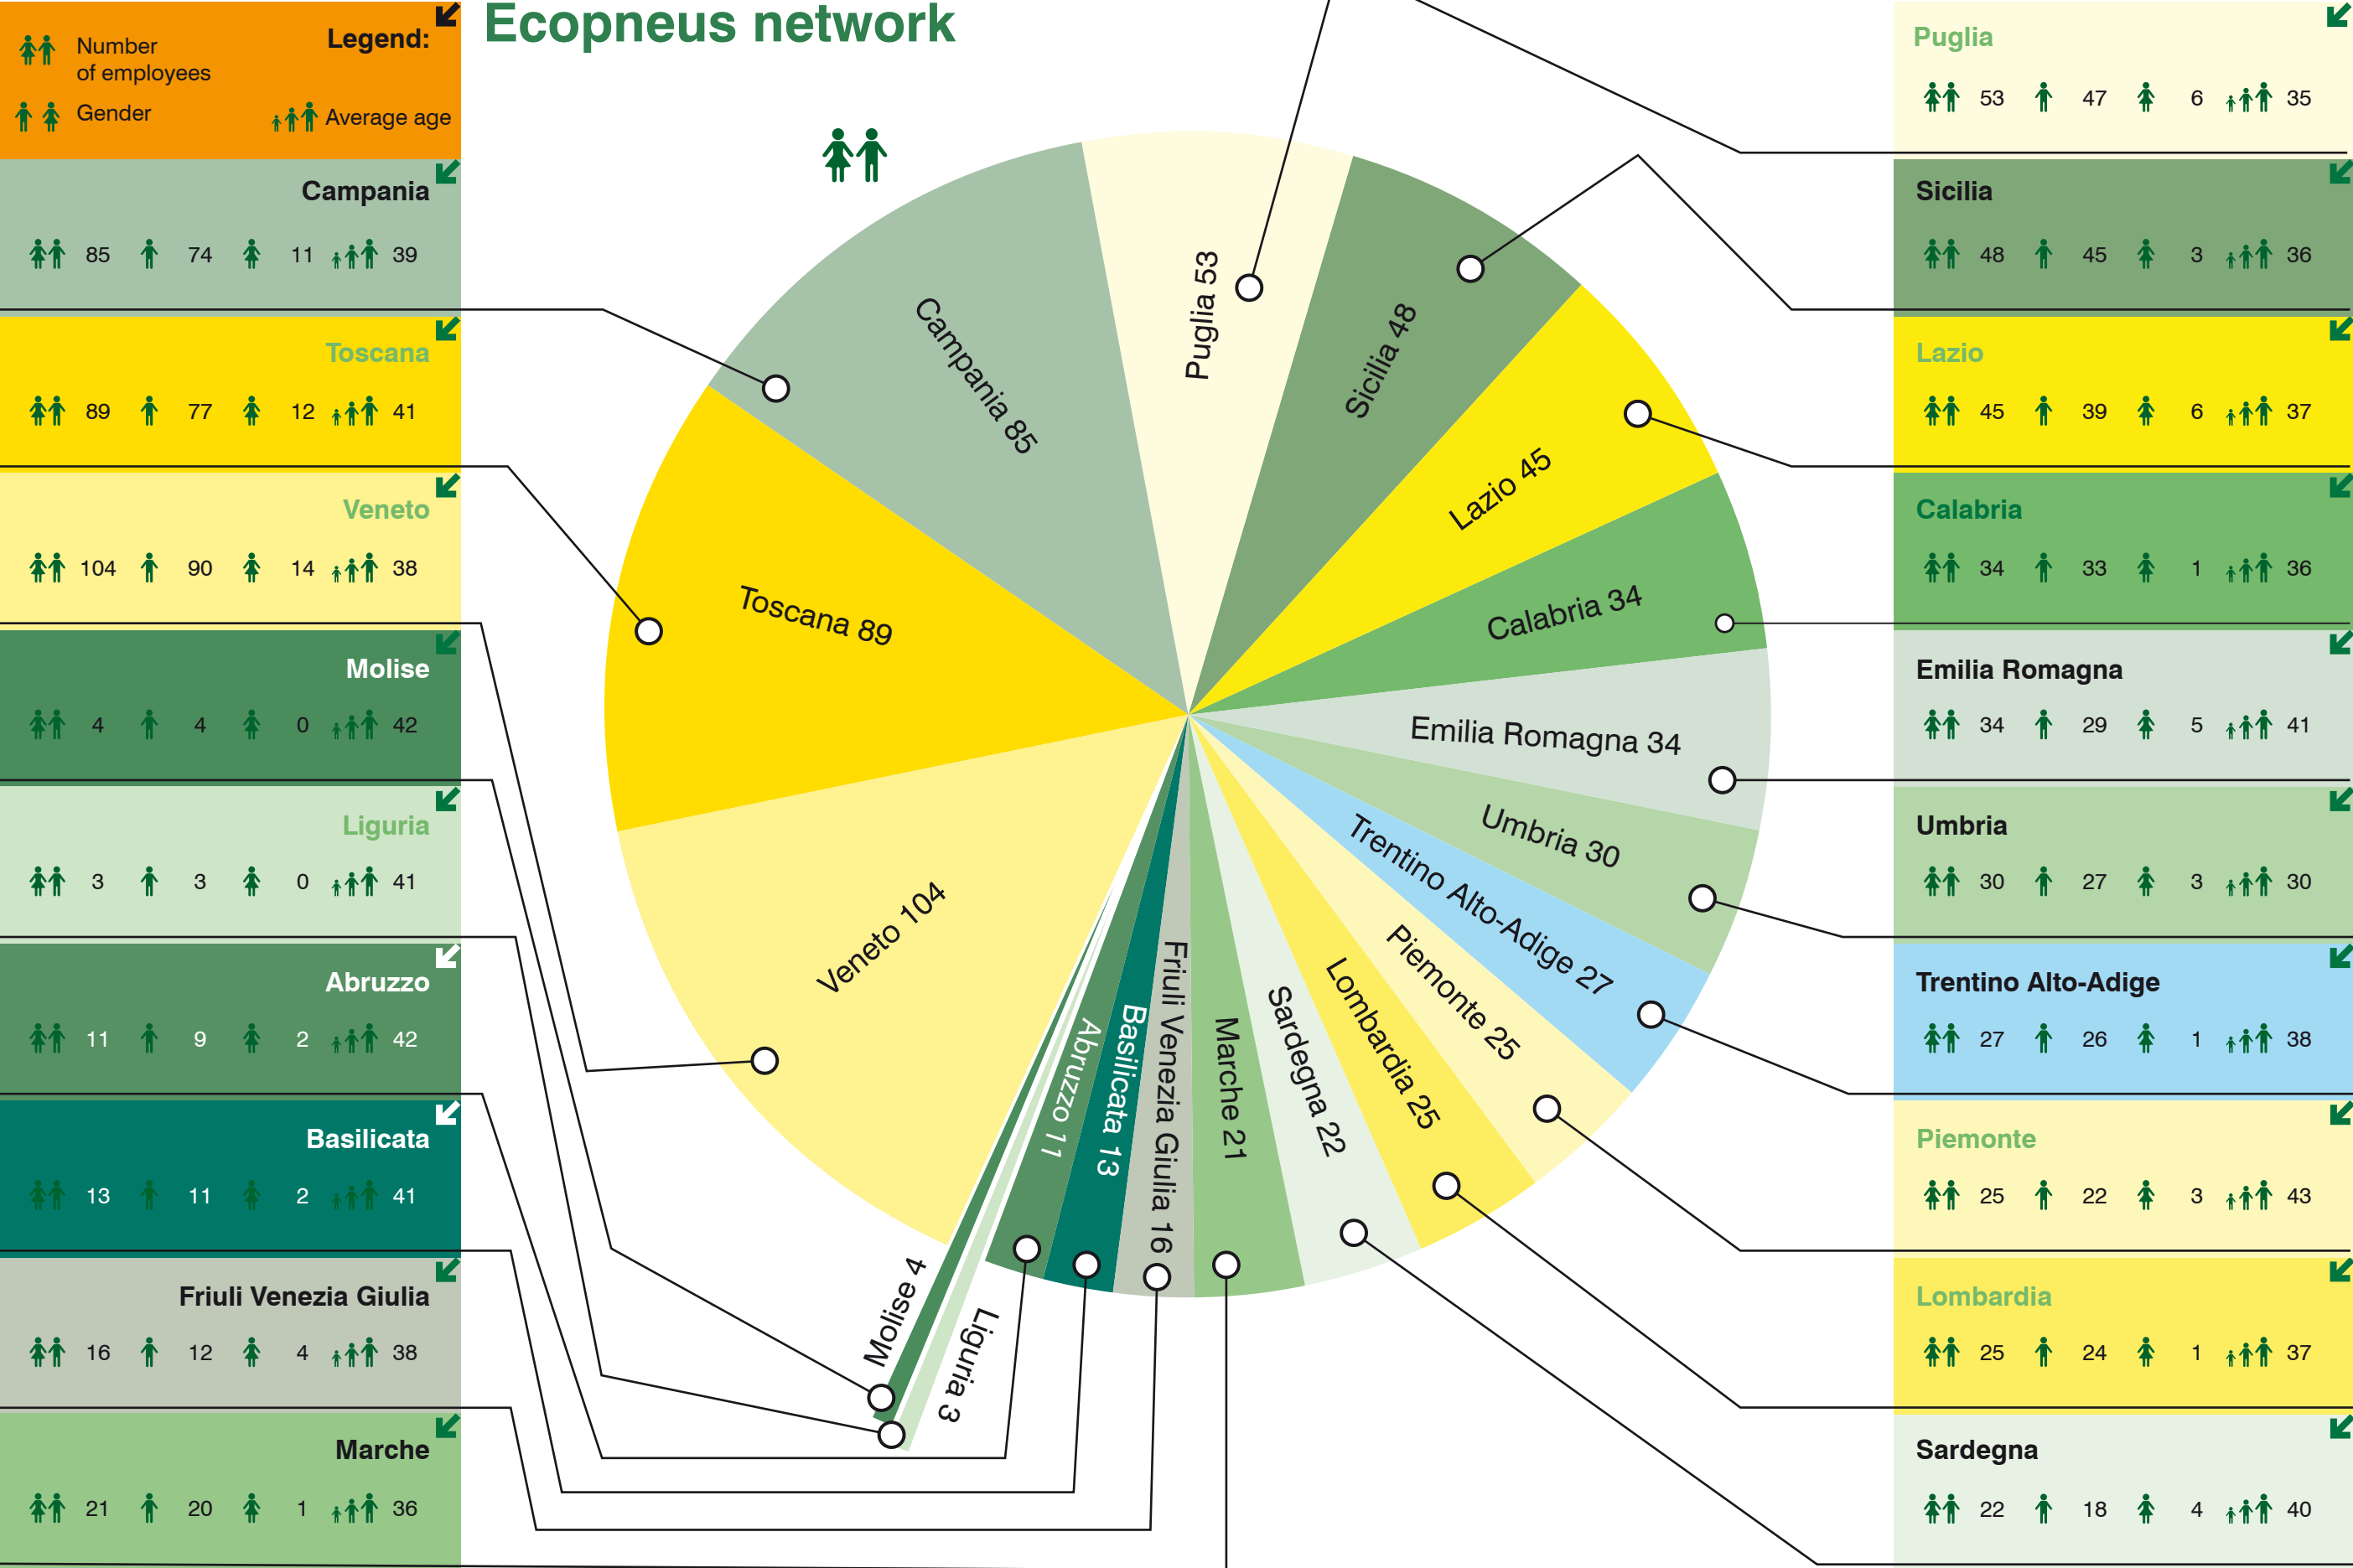 Ecopneus network
Legend:
Number
of employees
Gender
Average age
Campania
85 74 11 39
Toscana
89 77 12 41
Veneto
104 90 14 38
Molise
4 4 0 42
Liguria
3 3 0 41
Abruzzo
11 9 2 42
Basilicata
13 11 2 41
Friuli Venezia Giulia
16 12 4 38
Marche
21 20 1 36
Campania 85
Puglia 53
Sicilia 48
Lazio 45
Calabria 34
Emilia Romagna 34
Umbria 30
Trentino Alto-Adige 27
Piemonte 25
Lombardia 25
Sardegna 22
Marche 21
Friuli Venezia Giulia 16
Basilicata 13
Abruzzo 11
Liguria 3
Molise 4
Veneto 104
Toscana 89
Puglia
53 47 6 35
Sicilia
48 45 3 36
Lazio
45 39 6 37
Calabria
34 33 1 36
Emilia Romagna
34 29 5 41
Umbria
30 27 3 30
Trentino Alto-Adige
27 26 1 38
Piemonte
25 22 3 43
Lombardia
25 24 1 37
Sardegna
22 18 4 40